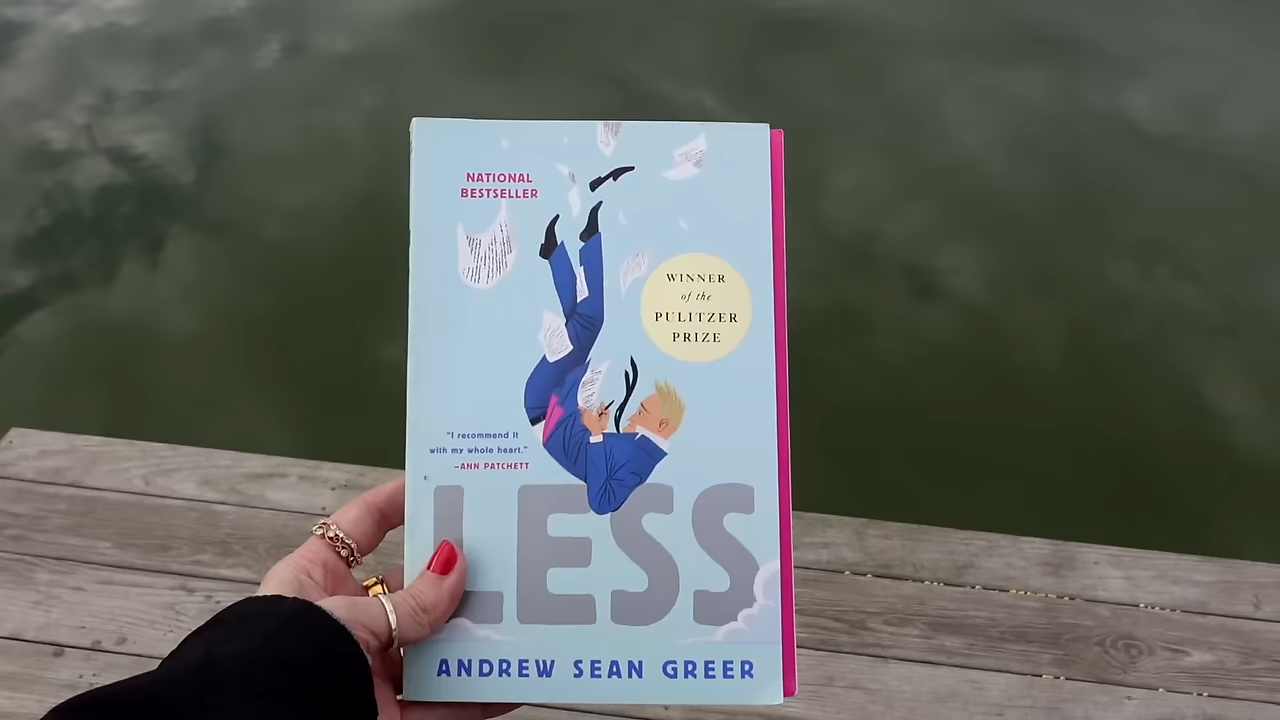 NATIONAL
BESTSELLER
WINNER
of the
PULITZER
PRIZE
"I recommend it
with my whole heart."
—ANN PATCHETT
LESS
ANDREW SEAN GREER